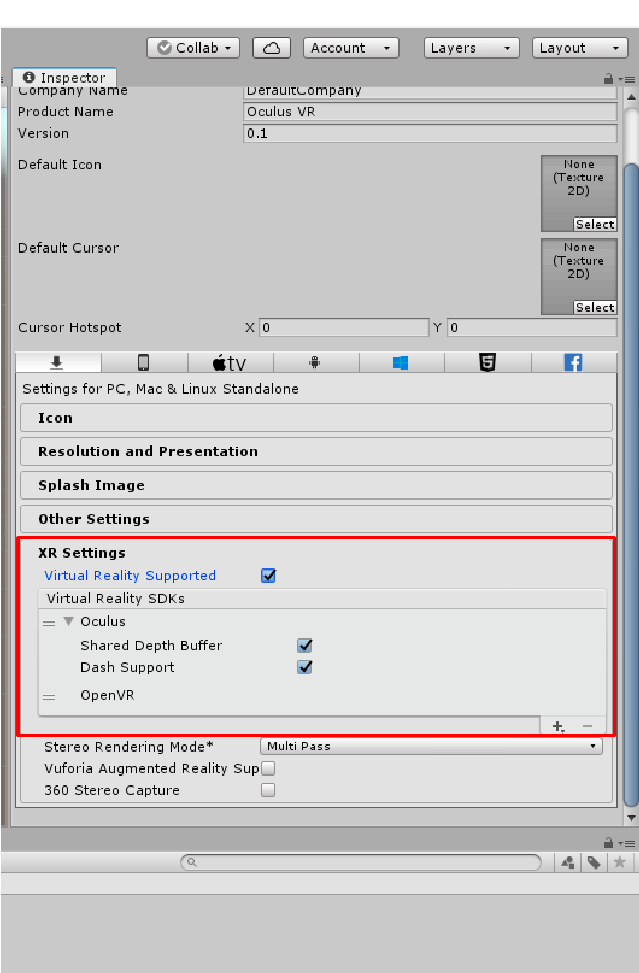 Collab Account Layers Layout
Inspector
Company Name DefaultCompany
Product Name Oculus VR
Version 0.1
Default Icon None
(Texture
2D)
Select
Default Cursor None
(Texture
2D)
Select
Cursor Hotspot X 0 Y 0
tv
Settings for PC, Mac & Linux Standalone
Icon
Resolution and Presentation
Splash Image
Other Settings
XR Settings
Virtual Reality Supported
Virtual Reality SDKs
Oculus
Shared Depth Buffer
Dash Support
OpenVR
Stereo Rendering Mode* Multi Pass
Vuforia Augmented Reality Sup
360 Stereo Capture